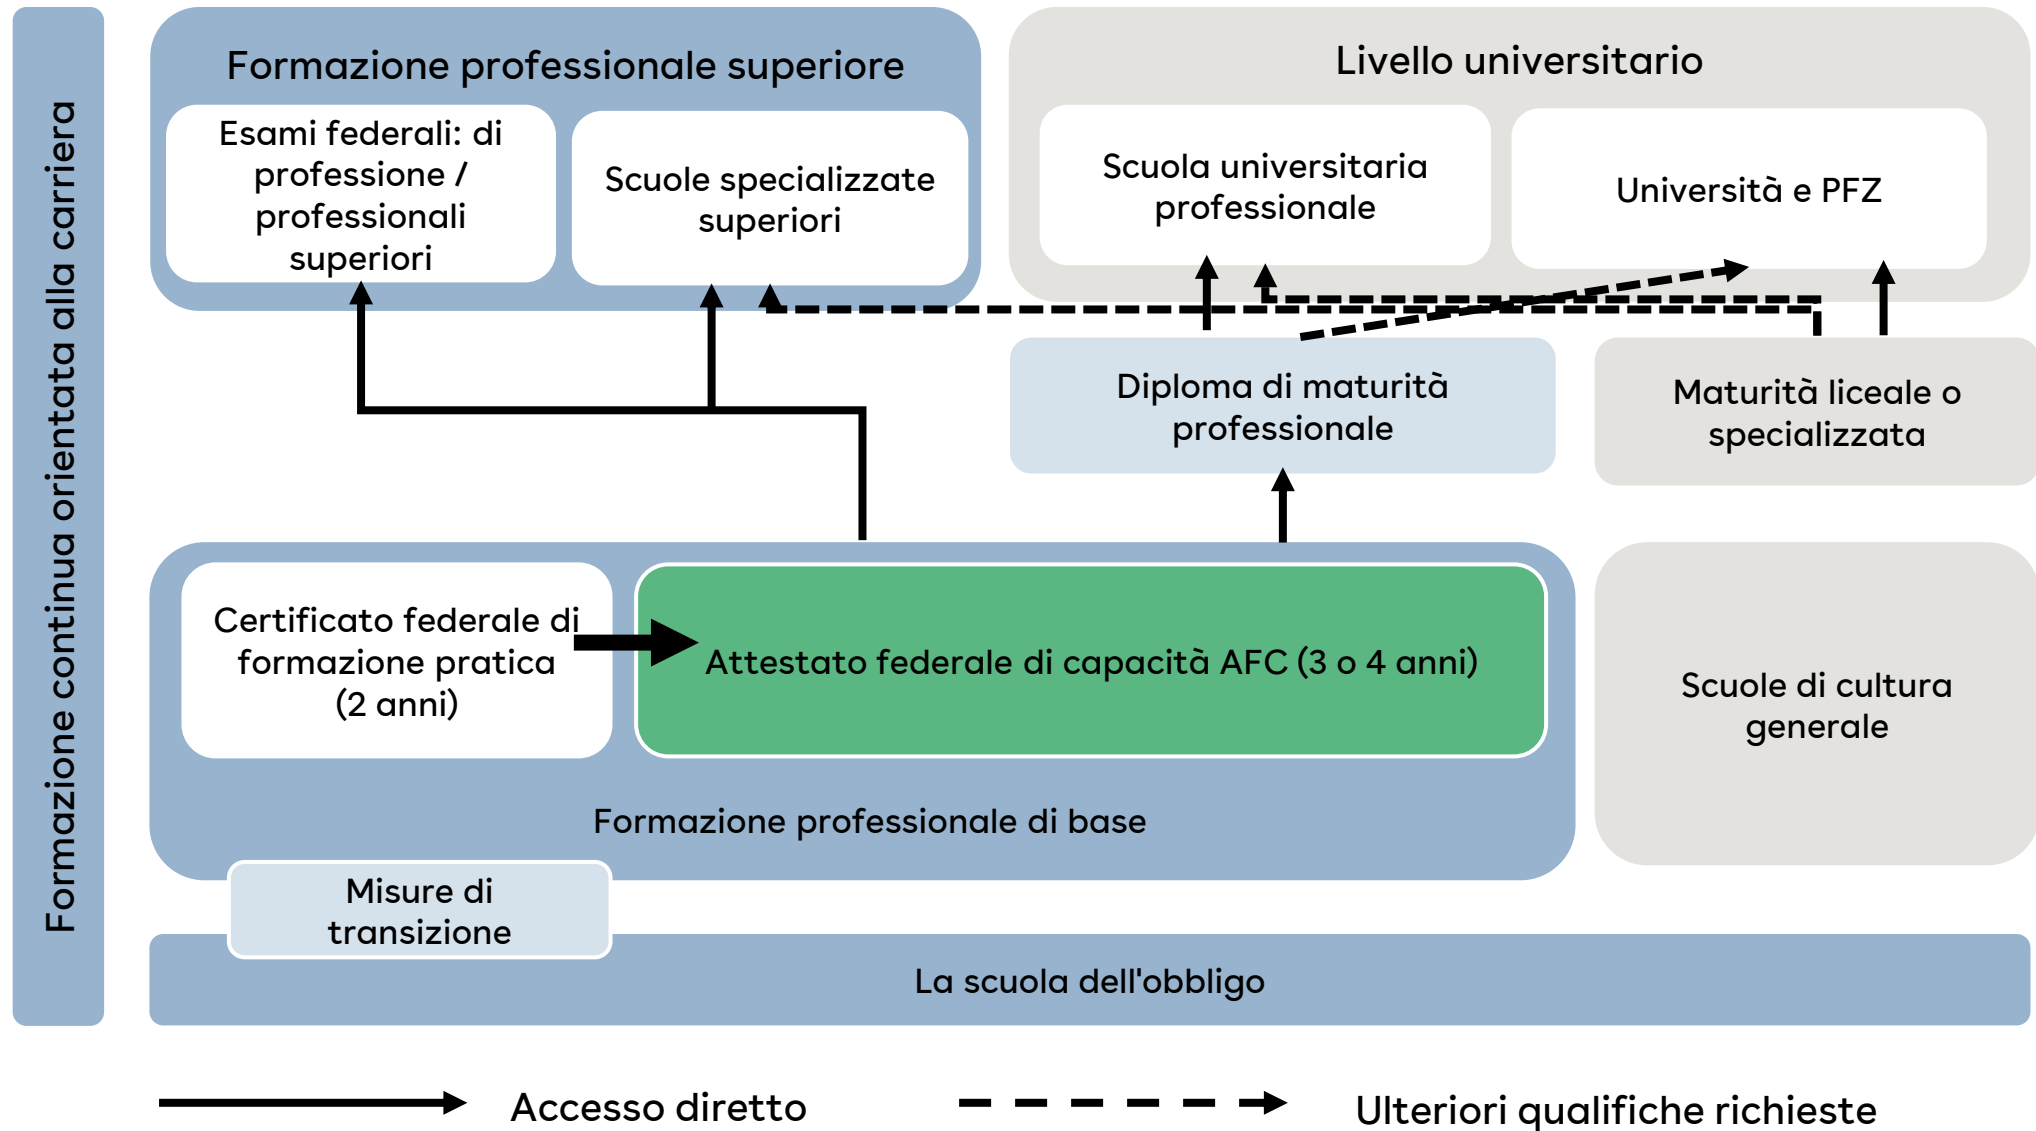 Formazione continua orientata alla carriera
Formazione professionale superiore
Esami federali: di
professione /
professionali
superiori
Scuole specializzate
superiori
Livello universitario
Scuola universitaria
professionale
Università e PFZ
Diploma di maturità
professionale
Maturità liceale o
specializzata
Certificato federale di
formazione pratica
(2 anni)
Attestato federale di capacità AFC (3 o 4 anni)
Formazione professionale di base
Scuole di cultura
generale
Misure di
transizione
La scuola dell'obbligo
Accesso diretto
Ulteriori qualifiche richieste